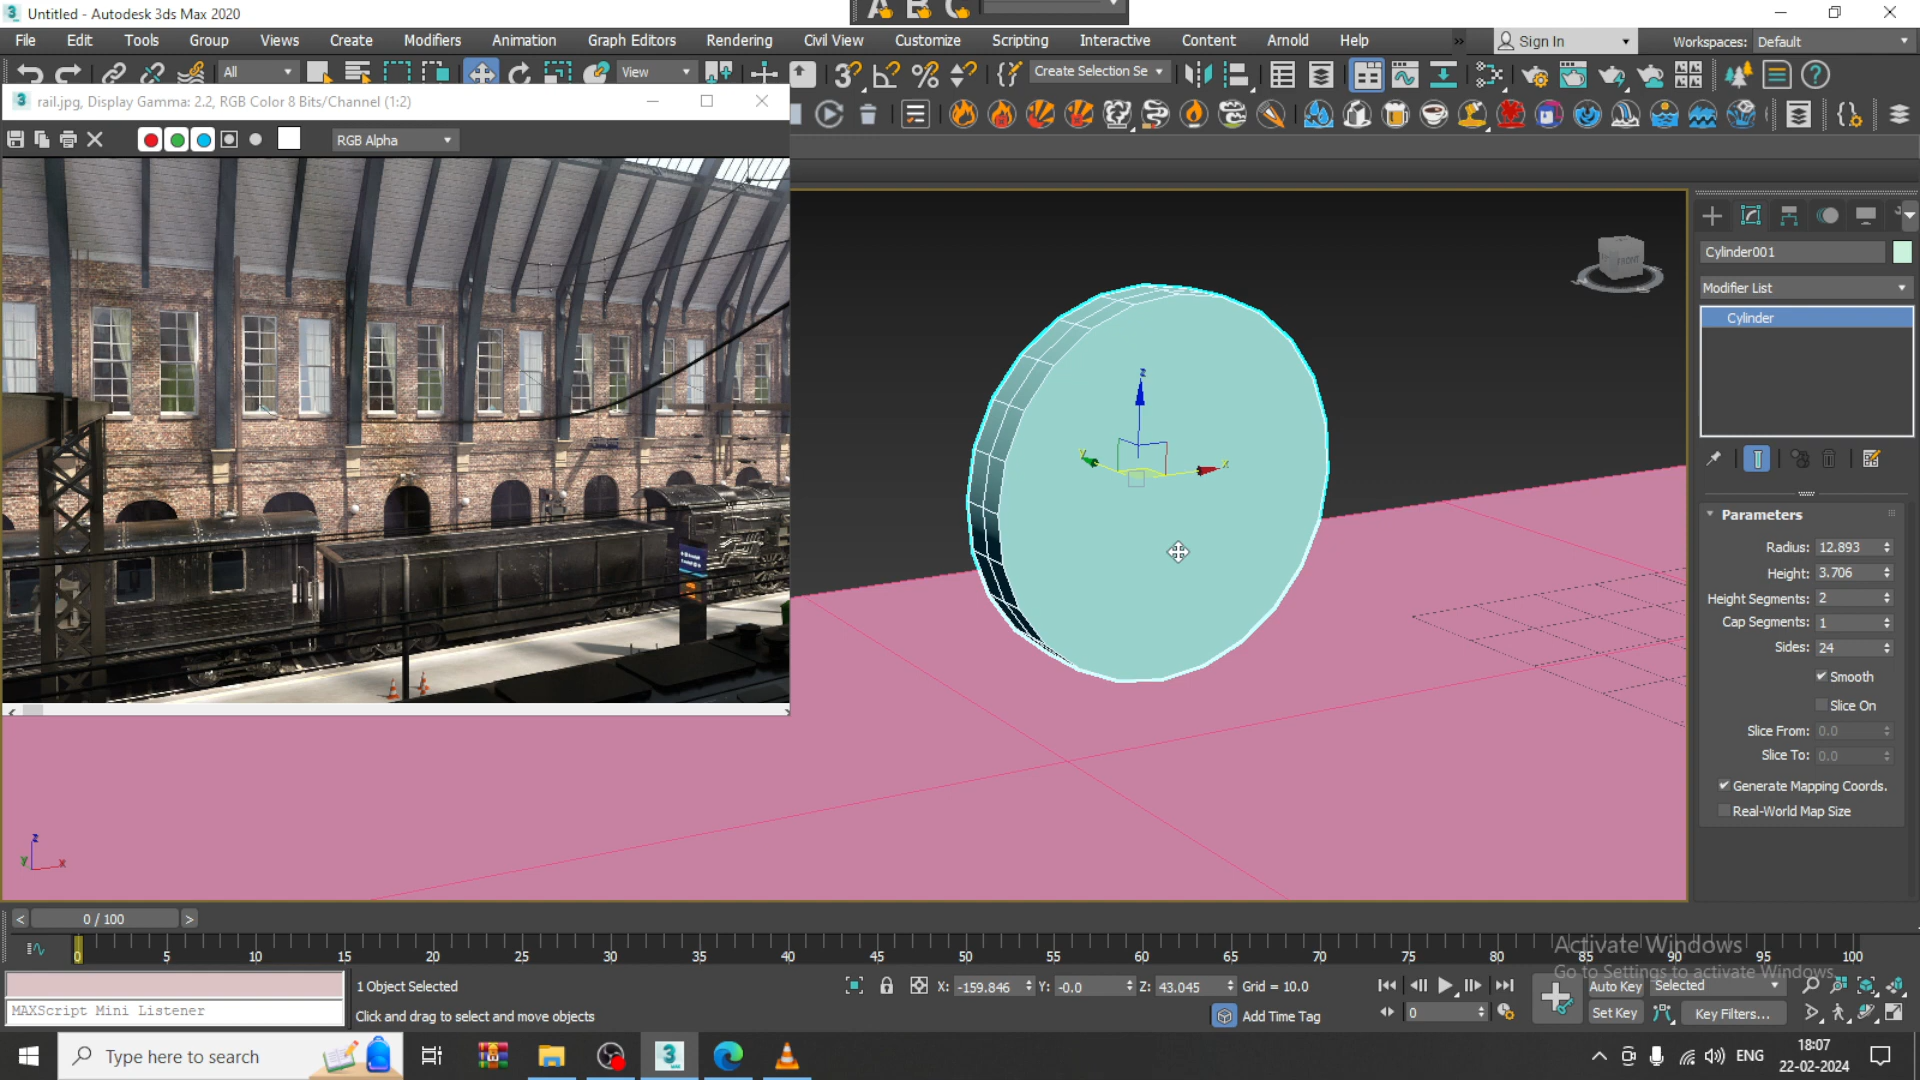 Untitled - Autodesk 3ds Max 2020
File Edit Tools Group Views Create Modifiers Animation Graph Editors Rendering Civil View Customize Scripting Interactive Content Arnold Help
Sign In
Workspaces: Default
All
View
Create Selection Se
rail.jpg, Display Gamma: 2.2, RGB Color 8 Bits/Channel (1:2)
RGB Alpha
FRONT
z
y
x
Cylinder001
Modifier List
Cylinder
Parameters
Radius: 12.893
Height: 3.706
Height Segments: 2
Cap Segments: 1
Sides: 24
Smooth
Slice On
Slice From: 0.0
Slice To: 0.0
Generate Mapping Coords.
Real-World Map Size
z
y
x
0 / 100
0 5 10 15 20 25 30 35 40 45 50 55 60 65 70 75 80 85 90 95 100
Activate Windows
Go to Settings to activate Windows.
1 Object Selected
X: -159.846 Y: -0.0 Z: 43.045 Grid = 10.0
Auto Key Selected
MAXScript Mini Listener
Click and drag to select and move objects
Add Time Tag
0
Set Key Key Filters...
Type here to search
ENG
18:07
22-02-2024